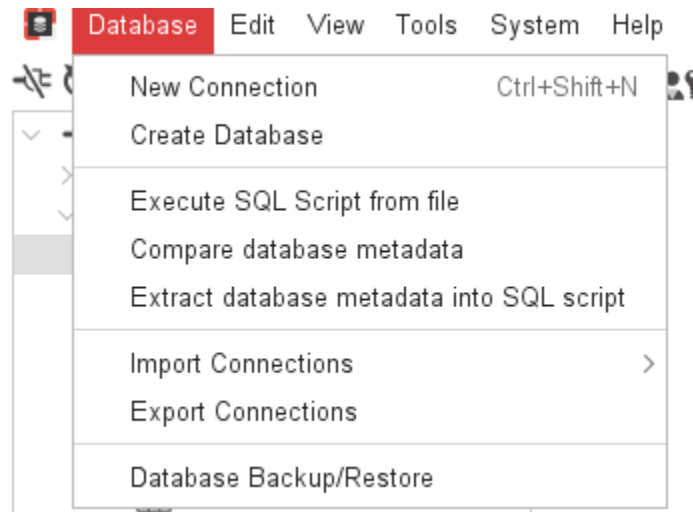 Database Edit View Tools System Help
New Connection Ctrl+Shift+N
Create Database
Execute SQL Script from file
Compare database metadata
Extract database metadata into SQL script
Import Connections
Export Connections
Database Backup/Restore